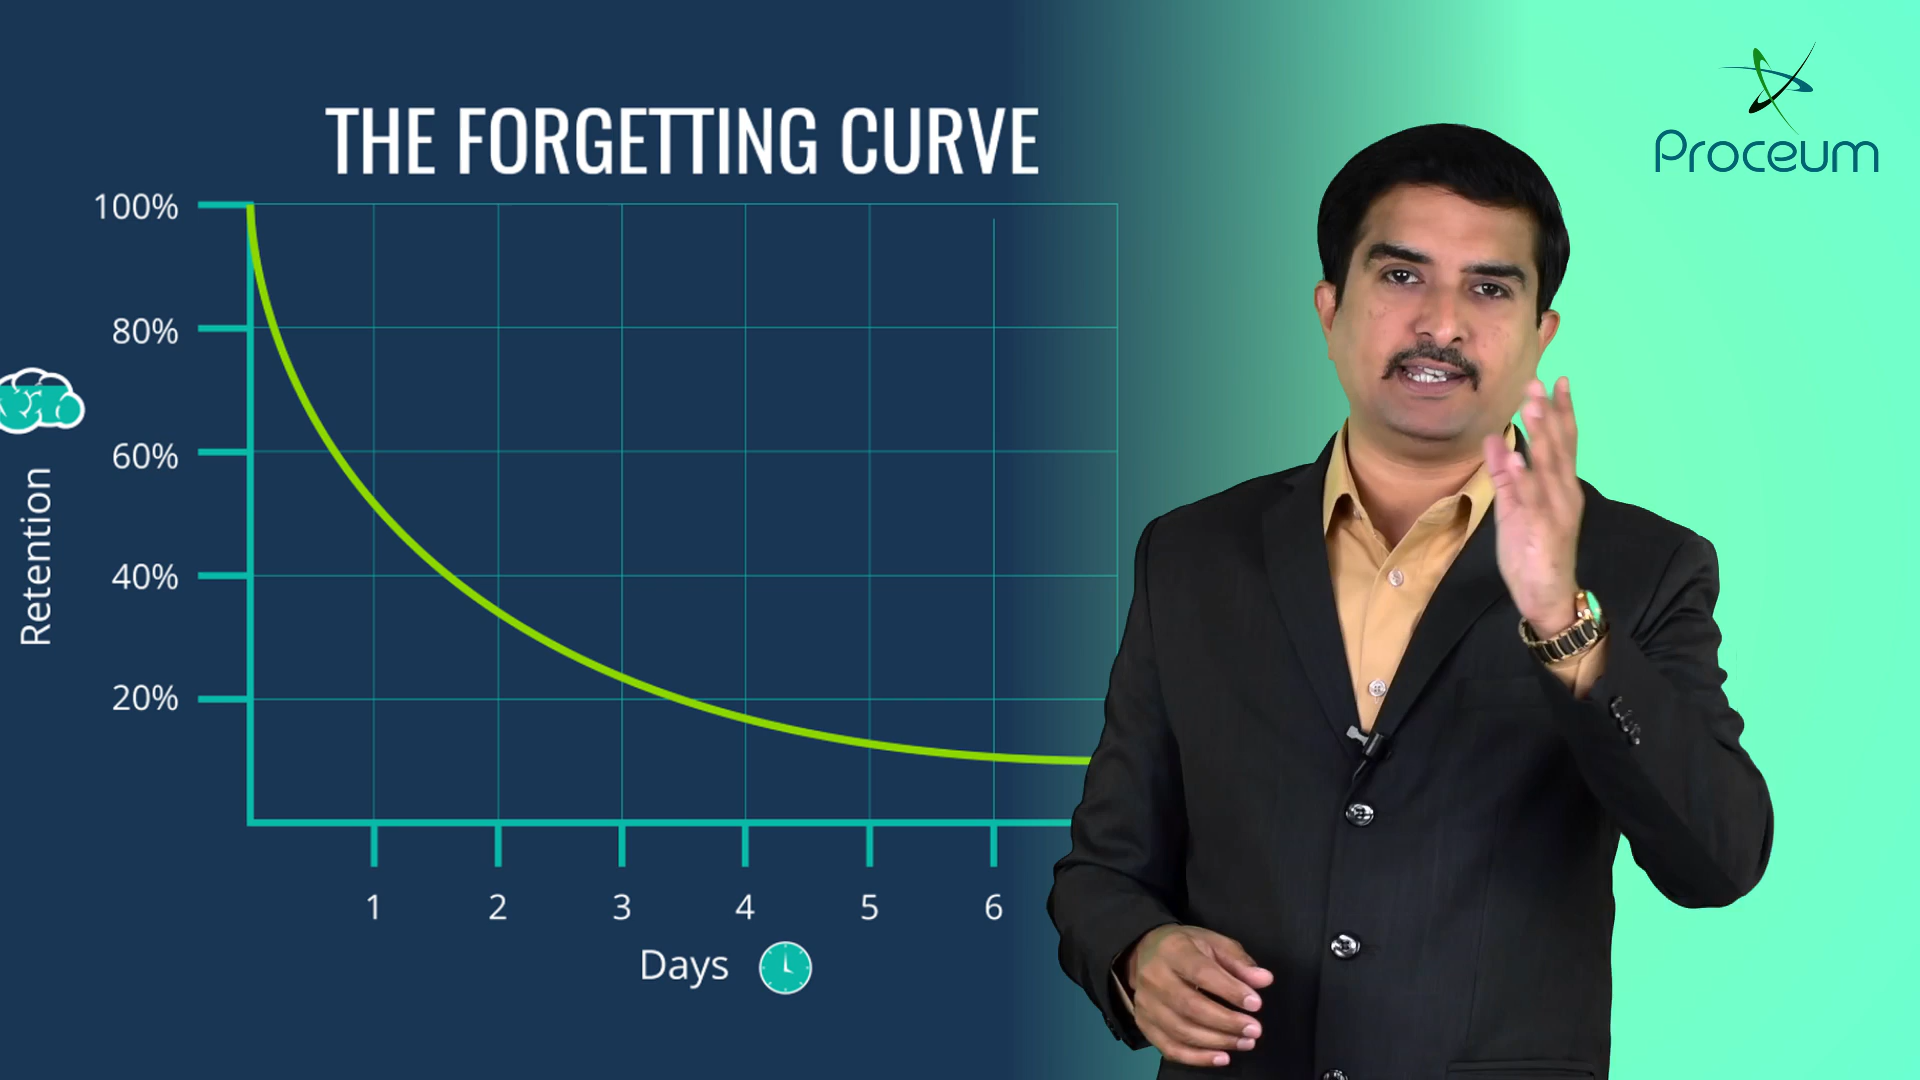 THE FORGETTING CURVE
Proceum
100%
80%
60%
40%
20%
Retention
1 2 3 4 5 6
Days